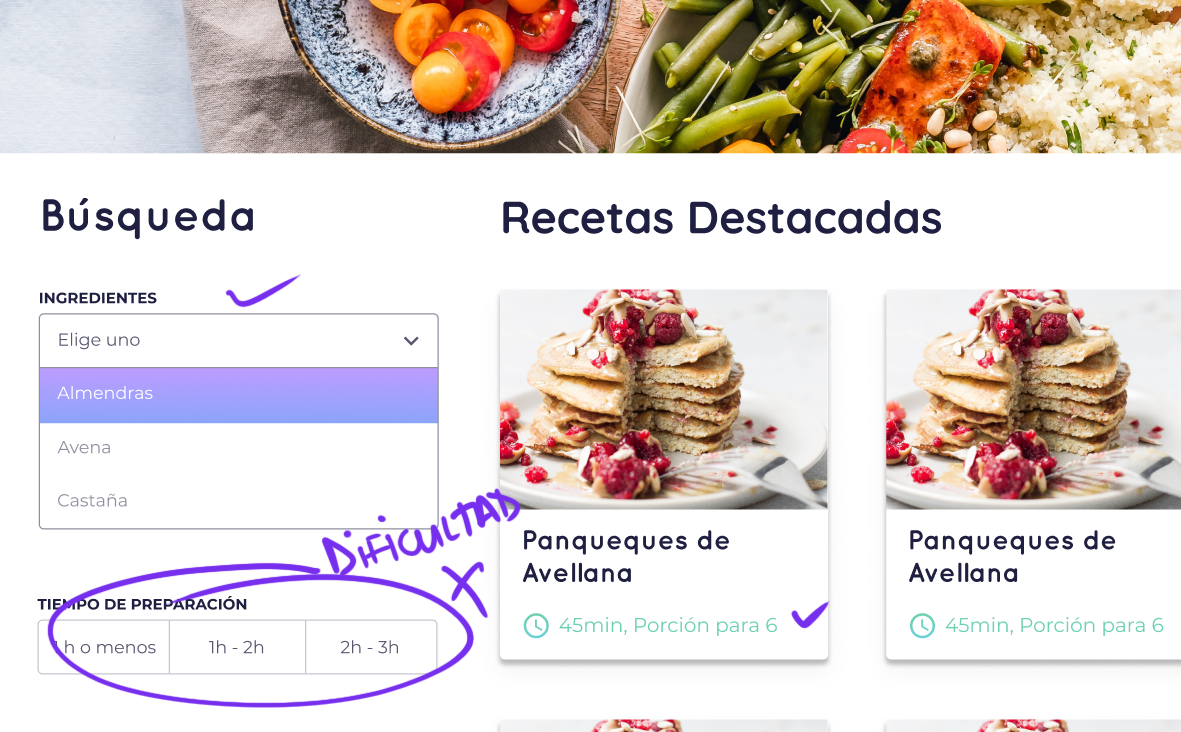 Búsqueda
INGREDIENTES
Elige uno
Almendras
Avena
Castaña
DIFICULTAD
X
TIEMPO DE PREPARACIÓN
1h o menos
1h - 2h
2h - 3h
Recetas Destacadas
Panqueques de
Avellana
45min, Porción para 6
Panqueques de
Avellana
45min, Porción para 6